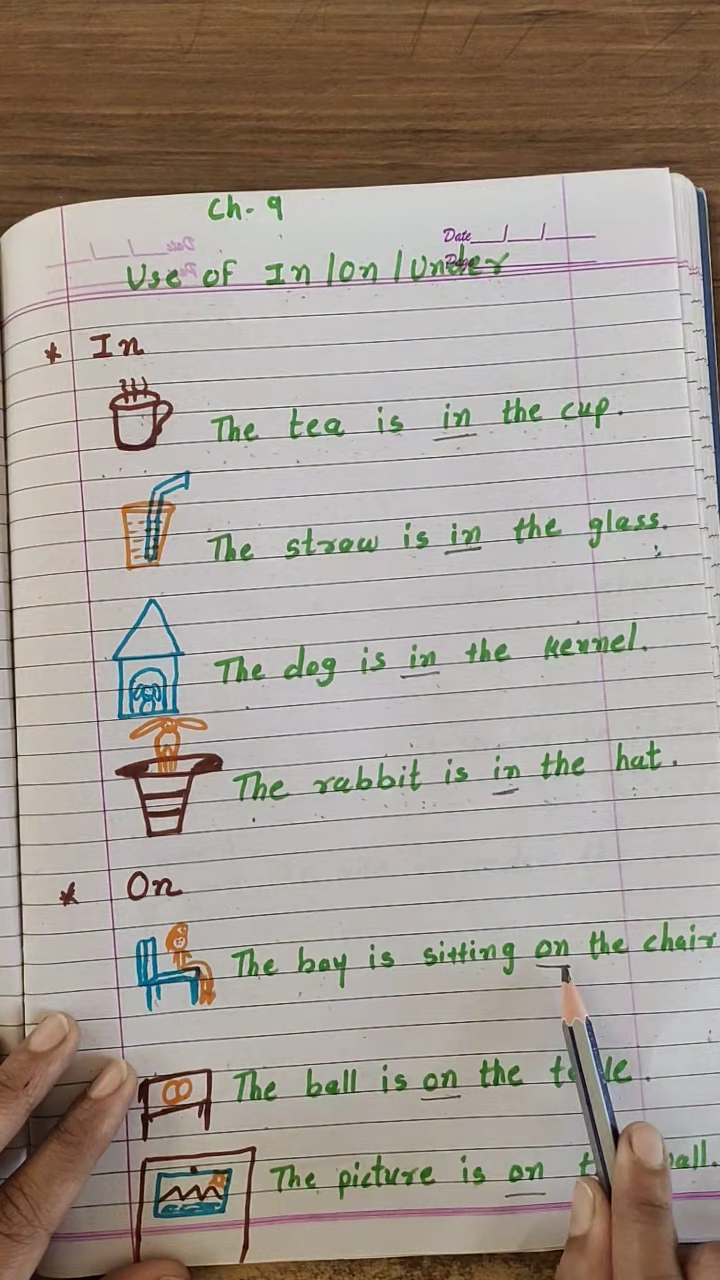 Ch. 9
Date
Date
Page
Use of In/On/Under
* In
The tea is in the cup.
The straw is in the glass.
The dog is in the kennel.
The rabbit is in the hat.
* On
The boy is sitting on the chair
The ball is on the
The picture is on